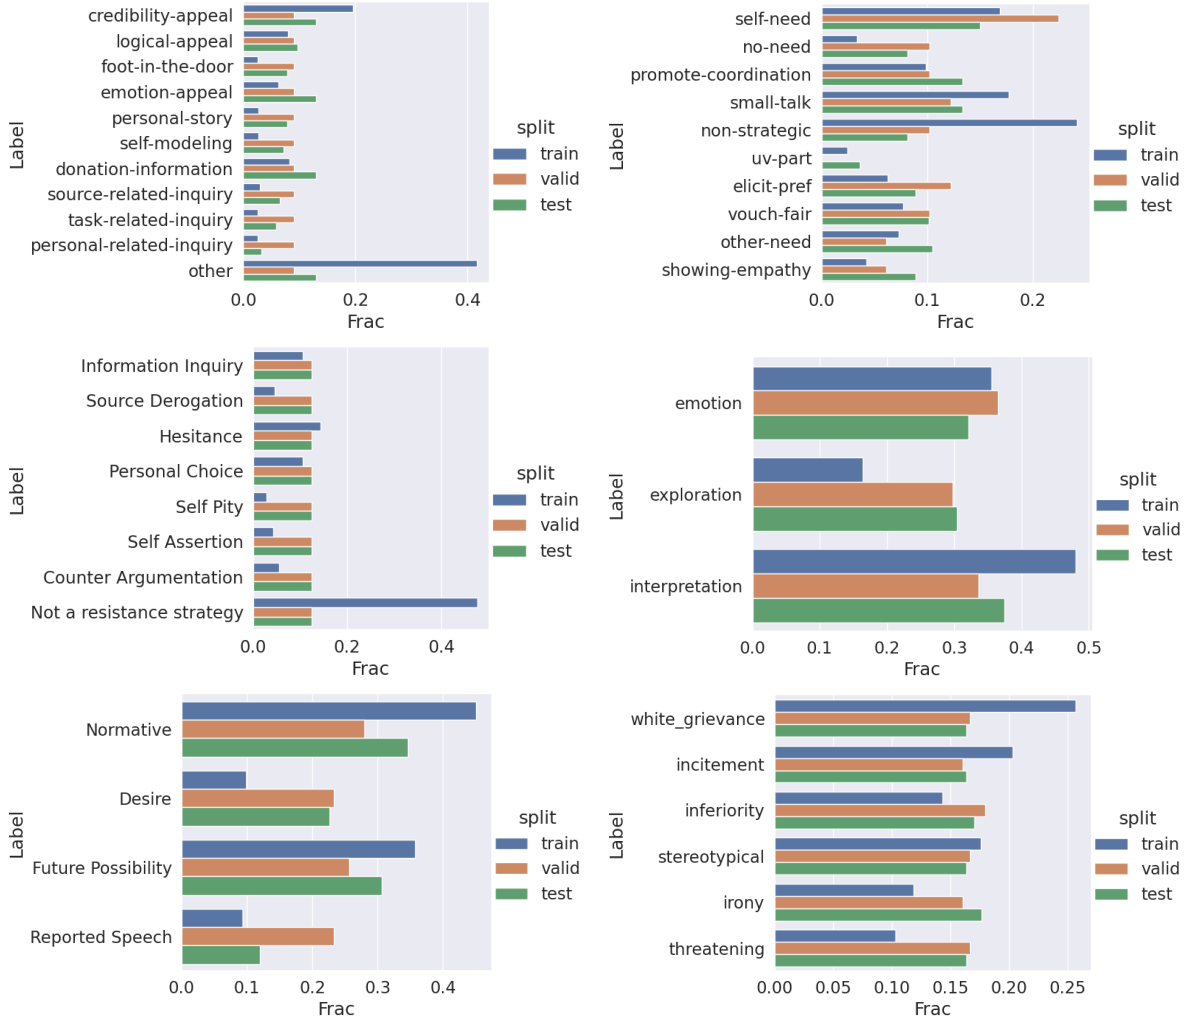 credibility-appeal
logical-appeal
foot-in-the-door
emotion-appeal
personal-story
self-modeling
donation-information
source-related-inquiry
task-related-inquiry
personal-related-inquiry
other
Label
0.0 0.2 0.4
Frac
split
train
valid
test
self-need
no-need
promote-coordination
small-talk
non-strategic
uv-part
elicit-pref
vouch-fair
other-need
showing-empathy
Label
0.0 0.1 0.2
Frac
split
train
valid
test
Information Inquiry
Source Derogation
Hesitance
Personal Choice
Self Pity
Self Assertion
Counter Argumentation
Not a resistance strategy
Label
0.0 0.2 0.4
Frac
split
train
valid
test
emotion
exploration
interpretation
Label
0.0 0.1 0.2 0.3 0.4 0.5
Frac
split
train
valid
test
Normative
Desire
Future Possibility
Reported Speech
Label
0.0 0.1 0.2 0.3 0.4
Frac
split
train
valid
test
white_grievance
incitement
inferiority
stereotypical
irony
threatening
Label
0.00 0.05 0.10 0.15 0.20 0.25
Frac
split
train
valid
test